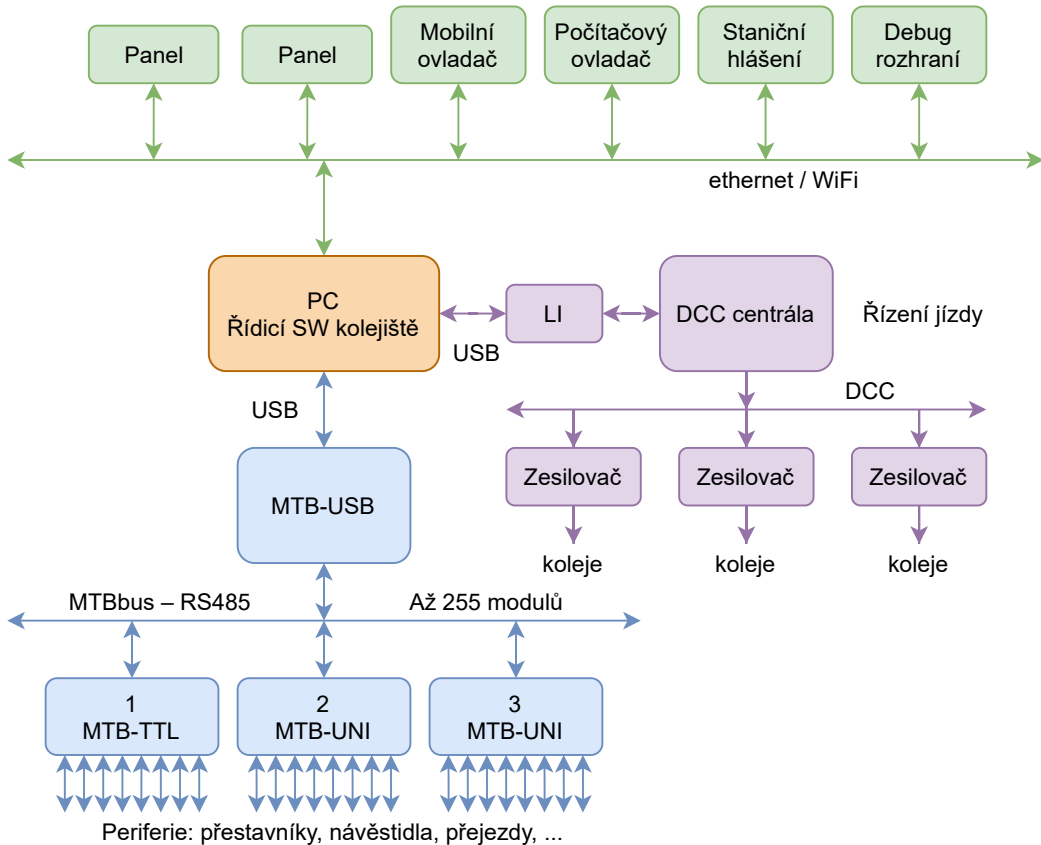 Panel
Panel
Mobilní
ovladač
Počítačový
ovladač
Staniční
hlášení
Debug
rozhraní
ethernet / WiFi
PC
Řídicí SW kolejiště
USB
LI
DCC centrála
Řízení jízdy
USB
DCC
MTB-USB
Zesilovač
Zesilovač
Zesilovač
koleje
koleje
koleje
MTBbus – RS485
Až 255 modulů
1
MTB-TTL
2
MTB-UNI
3
MTB-UNI
Periferie: přestavníky, návěstidla, přejezdy, ...